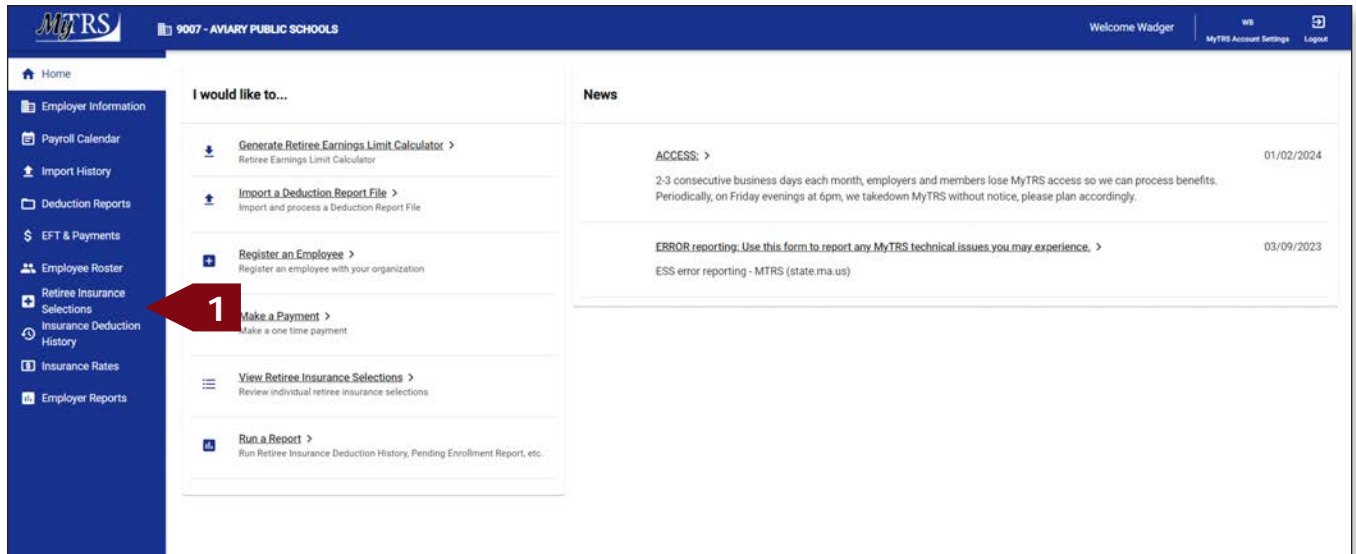 MyTRS
9007 - AVIARY PUBLIC SCHOOLS
Welcome Wadger
WB
MyTRS Account Settings
Logout
Home
Employer Information
Payroll Calendar
Import History
Deduction Reports
$ EFT & Payments
Employee Roster
Retiree Insurance
Selections
Insurance Deduction
History
Insurance Rates
Employer Reports
1
I would like to...
Generate Retiree Earnings Limit Calculator >
Retiree Earnings Limit Calculator
Import a Deduction Report File >
Import and process a Deduction Report File
Register an Employee >
Register an employee with your organization
Make a Payment >
Make a one time payment
View Retiree Insurance Selections >
Review individual retiree insurance selections
Run a Report >
Run Retiree Insurance Deduction History, Pending Enrollment Report, etc.
News
ACCESS: >
01/02/2024
2-3 consecutive business days each month, employers and members lose MyTRS access so we can process benefits.
Periodically, on Friday evenings at 6pm, we takedown MyTRS without notice, please plan accordingly.
ERROR reporting: Use this form to report any MyTRS technical issues you may experience. >
03/09/2023
ESS error reporting - MTRS (state.ma.us)